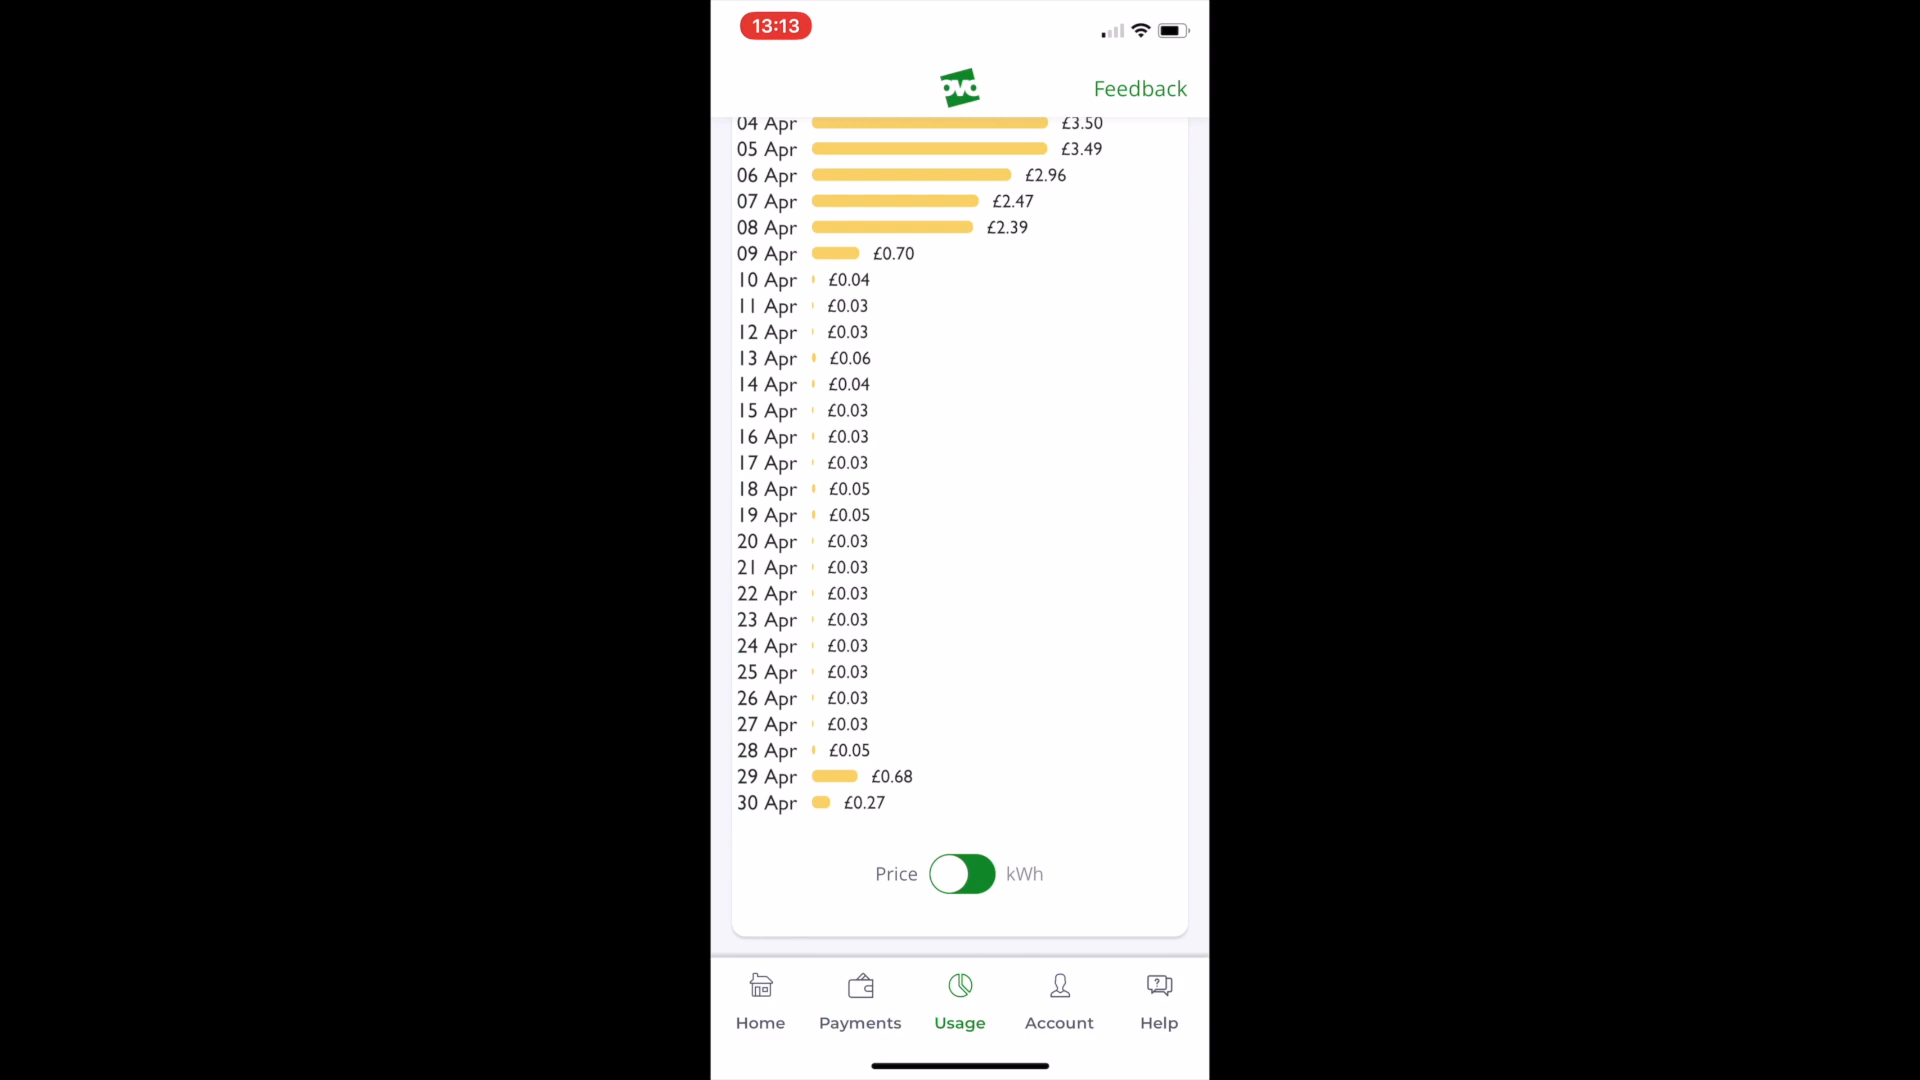 13:13
ovo
Feedback
04 Apr £3.50
05 Apr £3.49
06 Apr £2.96
07 Apr £2.47
08 Apr £2.39
09 Apr £0.70
10 Apr £0.04
11 Apr £0.03
12 Apr £0.03
13 Apr £0.06
14 Apr £0.04
15 Apr £0.03
16 Apr £0.03
17 Apr £0.03
18 Apr £0.05
19 Apr £0.05
20 Apr £0.03
21 Apr £0.03
22 Apr £0.03
23 Apr £0.03
24 Apr £0.03
25 Apr £0.03
26 Apr £0.03
27 Apr £0.03
28 Apr £0.05
29 Apr £0.68
30 Apr £0.27
Price kWh
Home Payments Usage Account Help